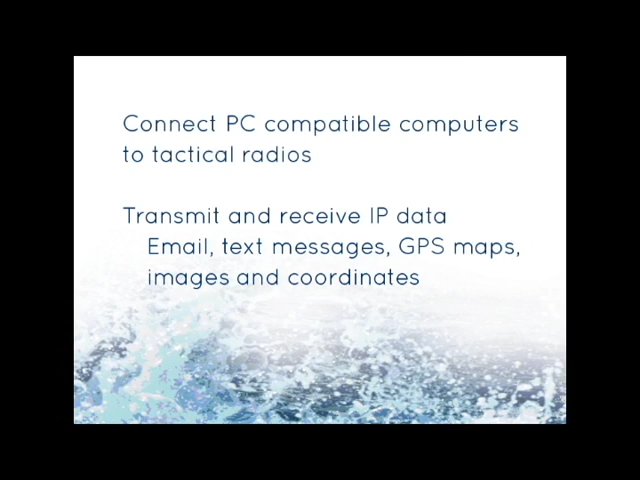 Connect PC compatible computers
to tactical radios
Transmit and receive IP data
Email, text messages, GPS maps,
images and coordinates